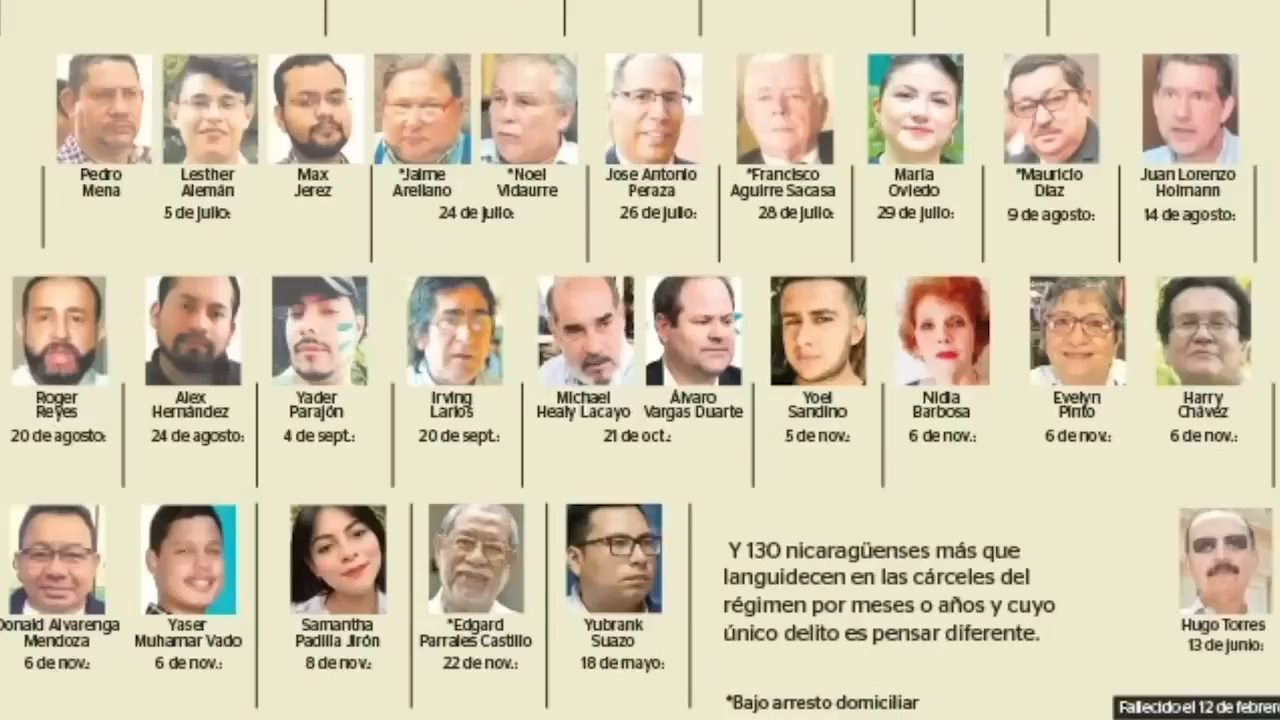 Pedro
Mena
Lesther
Alemán
Max
Jerez
5 de julio:
*Jaime
Arellano
*Noel
Vidaurre
24 de julio:
Jose Antonio
Peraza
26 de julio:
*Francisco
Aguirre Sacasa
28 de julio:
María
Oviedo
29 de julio:
*Mauricio
Díaz
9 de agosto:
Juan Lorenzo
Holmann
14 de agosto:
Roger
Reyes
20 de agosto:
Alex
Hernández
24 de agosto:
Yader
Parajón
4 de sept.:
Irving
Larios
20 de sept.:
Michael
Healy Lacayo
Álvaro
Vargas Duarte
21 de oct.:
Yoel
Sandino
5 de nov.:
Nidia
Barbosa
6 de nov.:
Evelyn
Pinto
6 de nov.:
Harry
Chávez
6 de nov.:
Donald Alvarenga
Mendoza
6 de nov.:
Yaser
Muhamar Vado
6 de nov.:
Samantha
Padilla Jirón
8 de nov.:
*Edgard
Parrales Castillo
22 de nov.:
Yubrank
Suazo
18 de mayo:
Y 130 nicaragüenses más que
languidecen en las cárceles del
régimen por meses o años y cuyo
único delito es pensar diferente.
*Bajo arresto domiciliar
Hugo Torres
13 de junio:
Fallecido el 12 de febrero